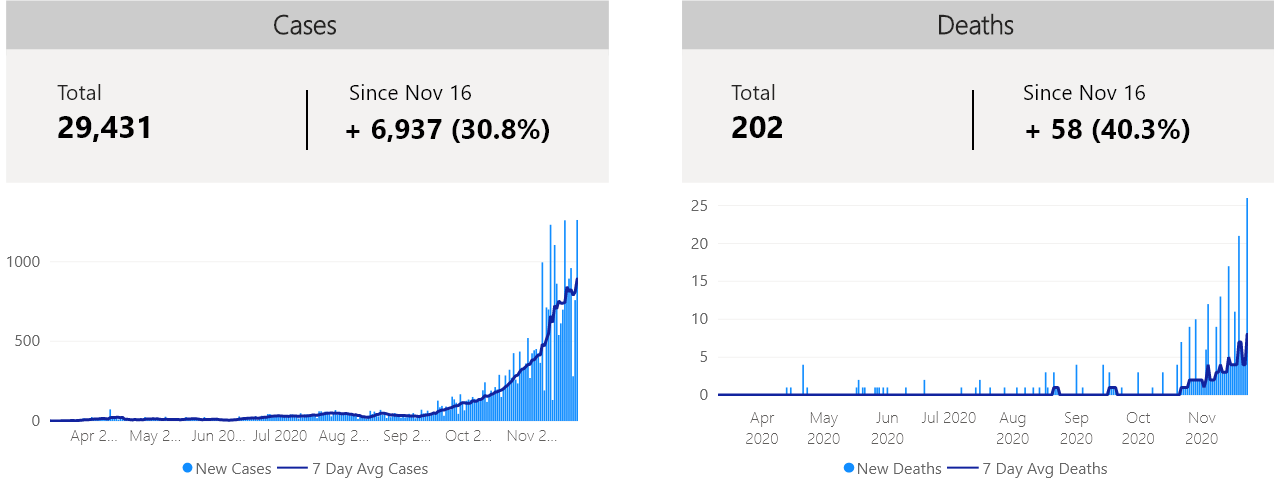 Cases
Total
29,431
Since Nov 16
+ 6,937 (30.8%)
1000
500
0
Apr 2... May 2... Jun 20... Jul 2020 Aug 2... Sep 2... Oct 2... Nov 2...
New Cases 7 Day Avg Cases
Deaths
Total
202
Since Nov 16
+ 58 (40.3%)
25
20
15
10
5
0
Apr 2020 May 2020 Jun 2020 Jul 2020 Aug 2020 Sep 2020 Oct 2020 Nov 2020
New Deaths 7 Day Avg Deaths